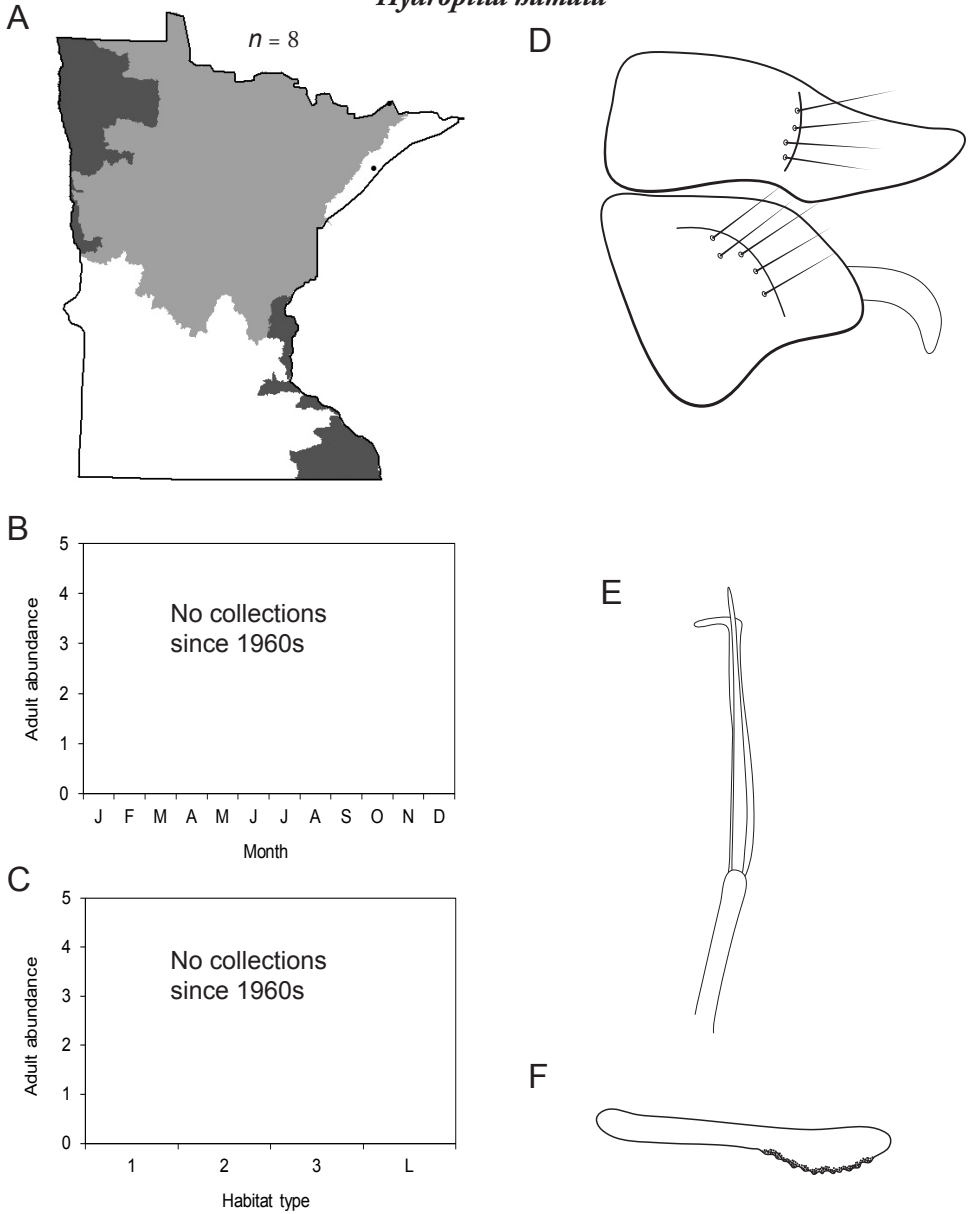 Hydroptila hamata
A
n = 8
B
5
4
3
2
1
0
Adult abundance
No collections
since 1960s
J F M A M J J A S O N D
Month
C
5
4
3
2
1
0
Adult abundance
No collections
since 1960s
1 2 3 L
Habitat type
D
E
F